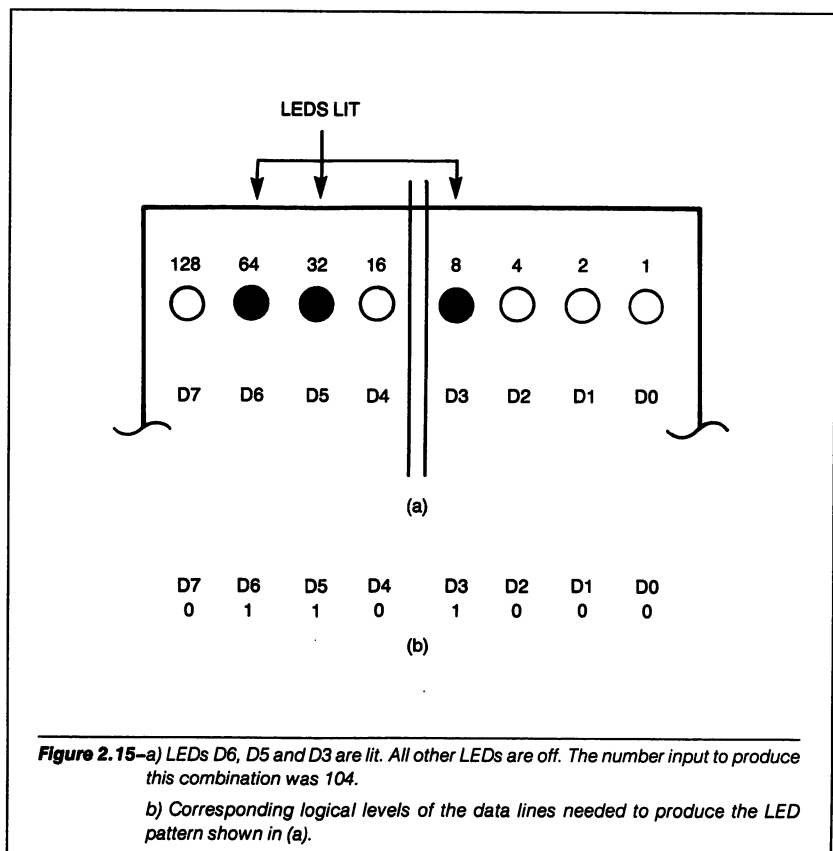 LEDS LIT
128 64 32 16 8 4 2 1
D7 D6 D5 D4 D3 D2 D1 D0
(a)
D7 D6 D5 D4 D3 D2 D1 D0
0 1 1 0 1 0 0 0
(b)
Figure 2.15–a) LEDs D6, D5 and D3 are lit. All other LEDs are off. The number input to produce
this combination was 104.
b) Corresponding logical levels of the data lines needed to produce the LED
pattern shown in (a).